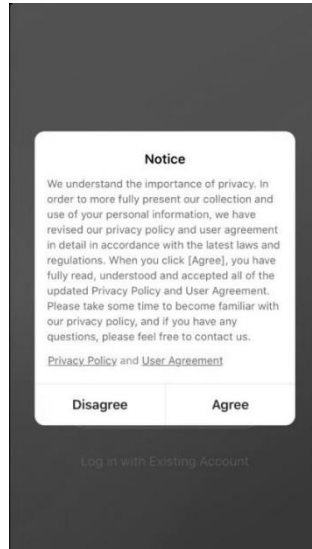 Notice
We understand the importance of privacy. In
order to more fully present our collection and
use of your personal information, we have
revised our privacy policy and user agreement
in detail in accordance with the latest laws and
regulations. When you click [Agree], you have
fully read, understood and accepted all of the
updated Privacy Policy and User Agreement.
Please take some time to become familiar with
our privacy policy, and if you have any
questions, please feel free to contact us.
Privacy Policy and User Agreement
Disagree Agree
Log in with Existing Account